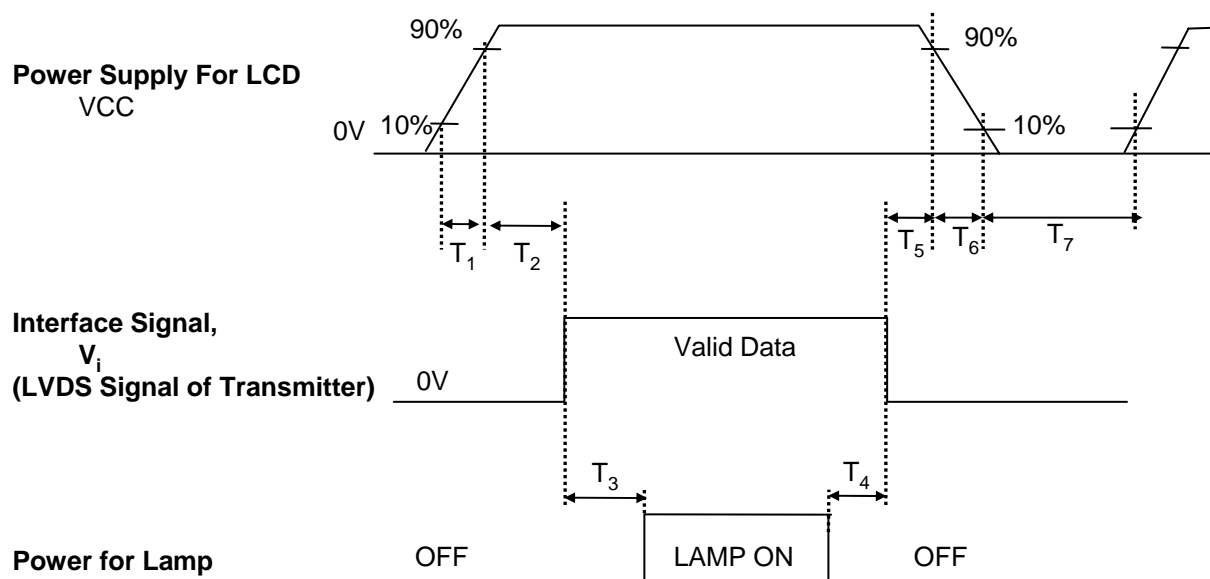 90%
90%
Power Supply For LCD
VCC
0V
10%
10%
T1
T2
T5
T6
T7
Interface Signal,
Vi
(LVDS Signal of Transmitter)
Valid Data
0V
T3
T4
Power for Lamp
OFF
LAMP ON
OFF